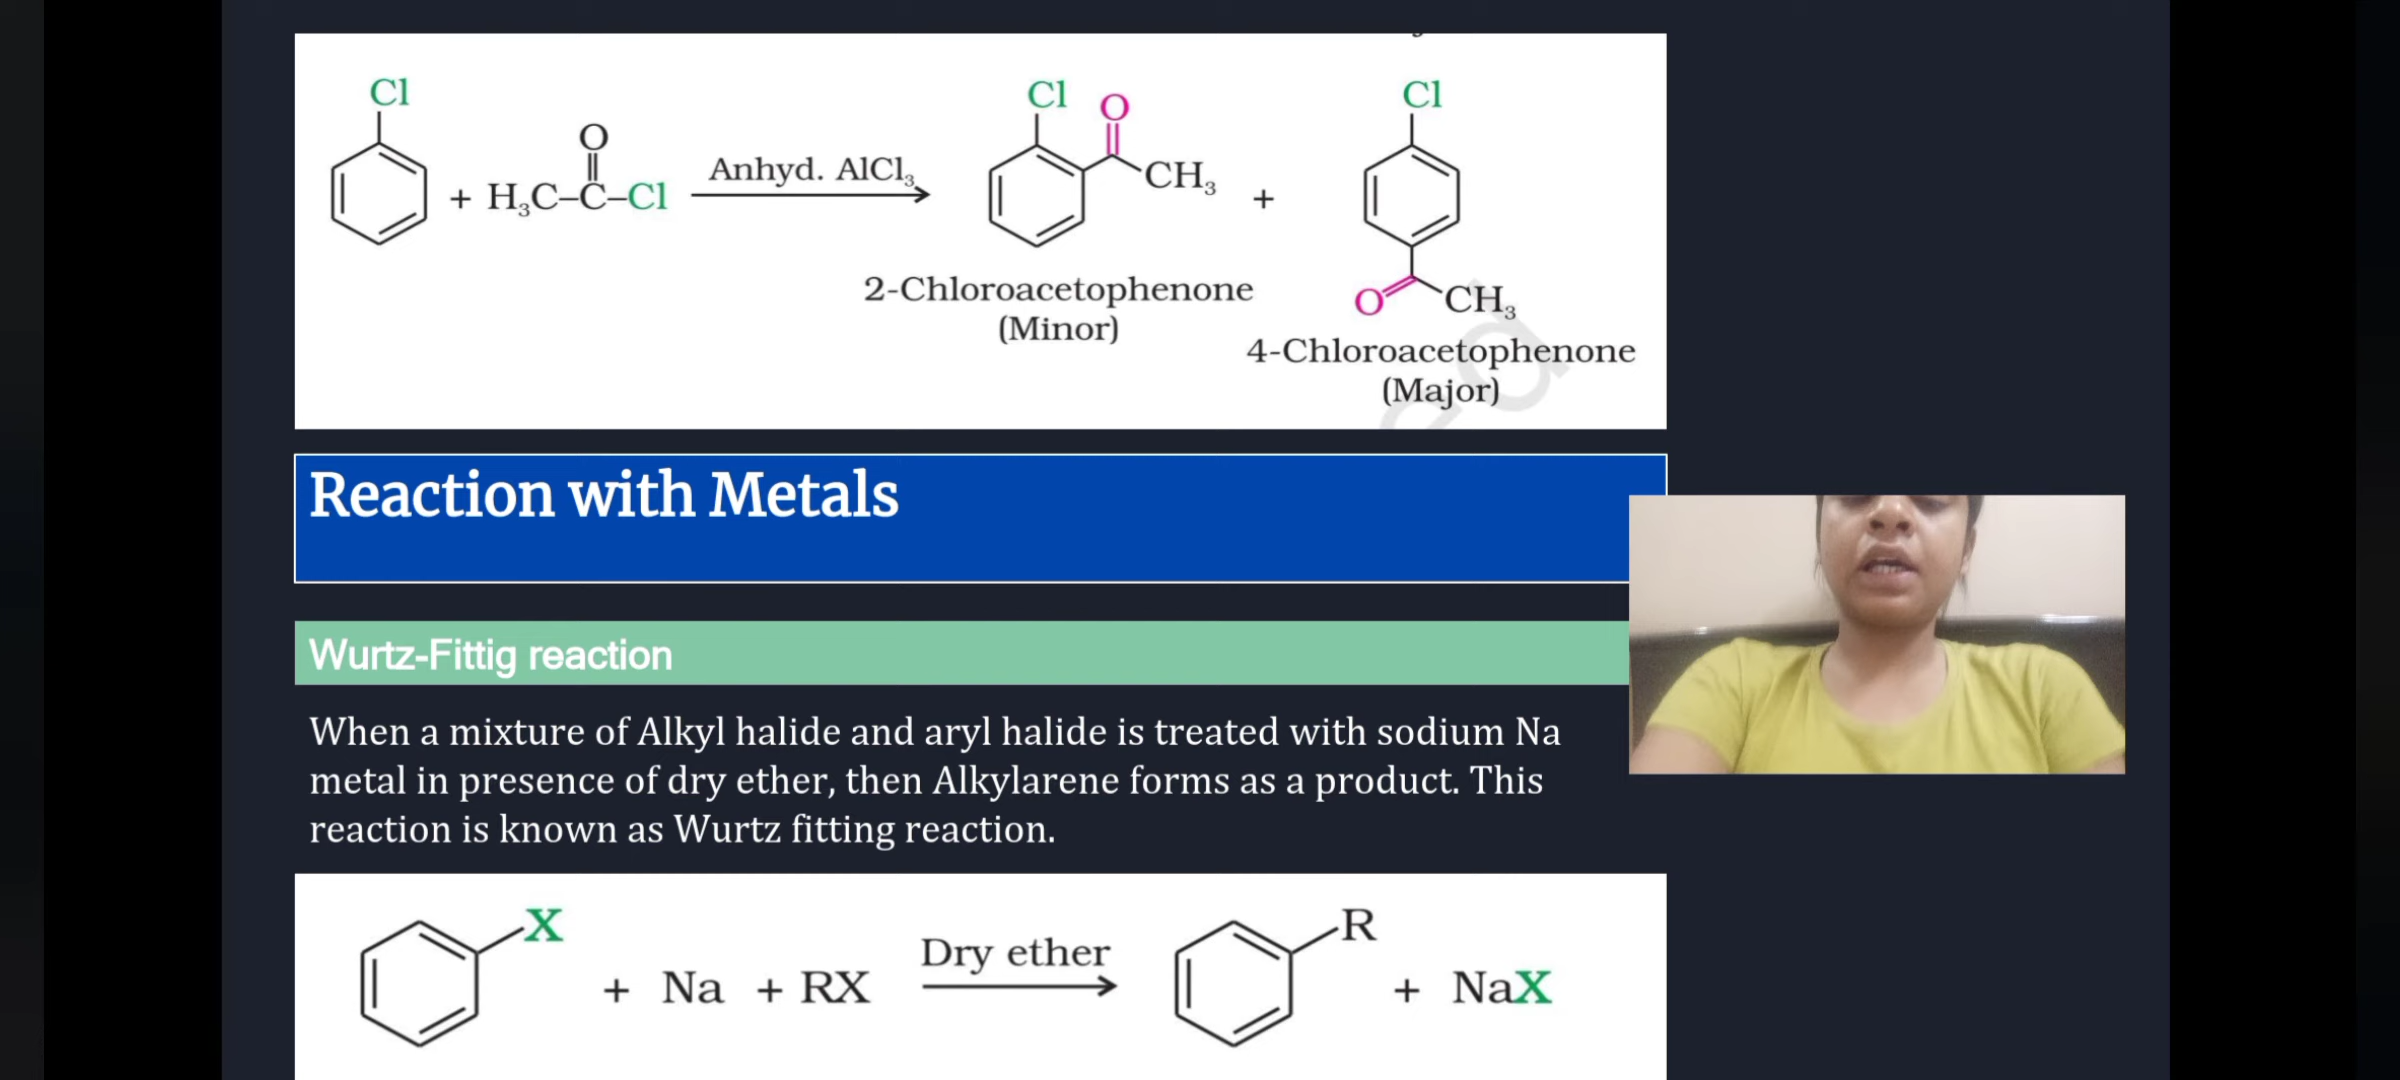 Cl
O
+ H₃C–C–Cl
Anhyd. AlCl₃
Cl O
CH₃
+
Cl
O CH₃
2-Chloroacetophenone
(Minor)
4-Chloroacetophenone
(Major)
Reaction with Metals
Wurtz-Fittig reaction
When a mixture of Alkyl halide and aryl halide is treated with sodium Na
metal in presence of dry ether, then Alkylarene forms as a product. This
reaction is known as Wurtz fitting reaction.
X + Na + RX Dry ether R + NaX